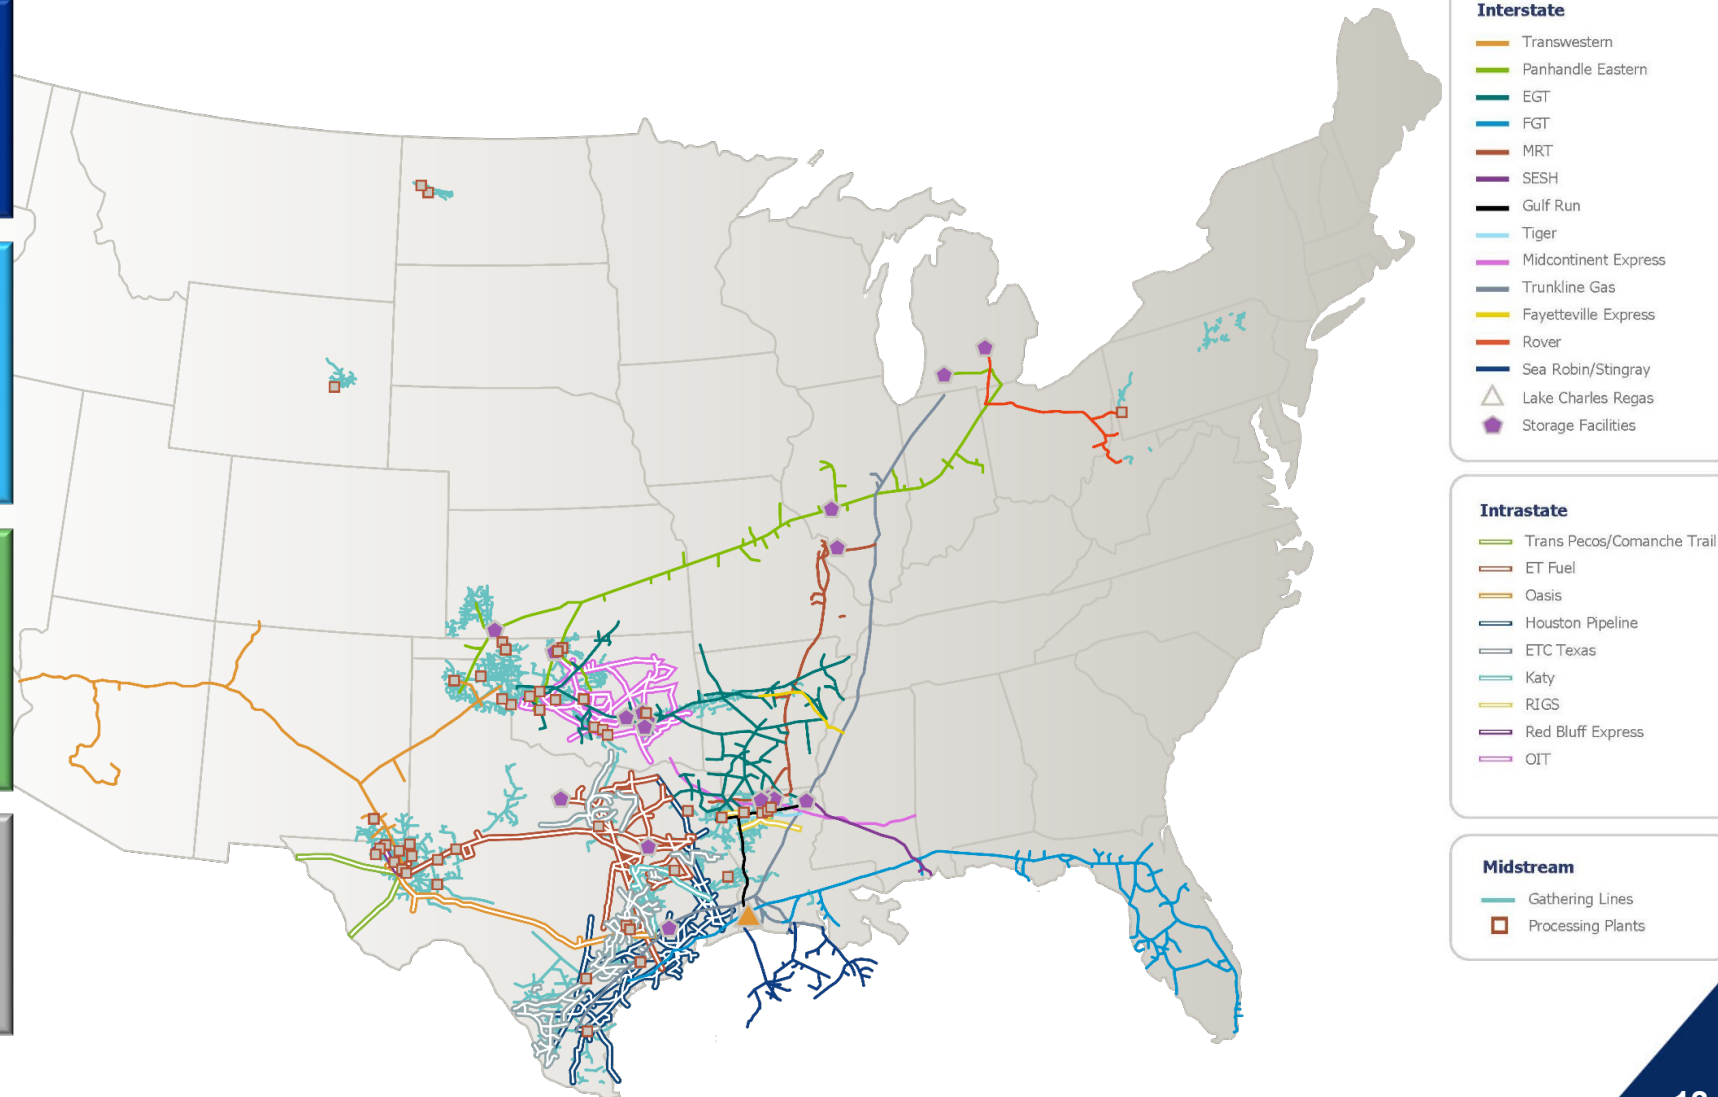 Interstate
Transwestern
Panhandle Eastern
EGT
FGT
MRT
SESH
Gulf Run
Tiger
Midcontinent Express
Trunkline Gas
Fayetteville Express
Rover
Sea Robin/Stingray
Lake Charles Regas
Storage Facilities
Intrastate
Trans Pecos/Comanche Trail
ET Fuel
Oasis
Houston Pipeline
ETC Texas
Katy
RIGS
Red Bluff Express
OIT
Midstream
Gathering Lines
Processing Plants